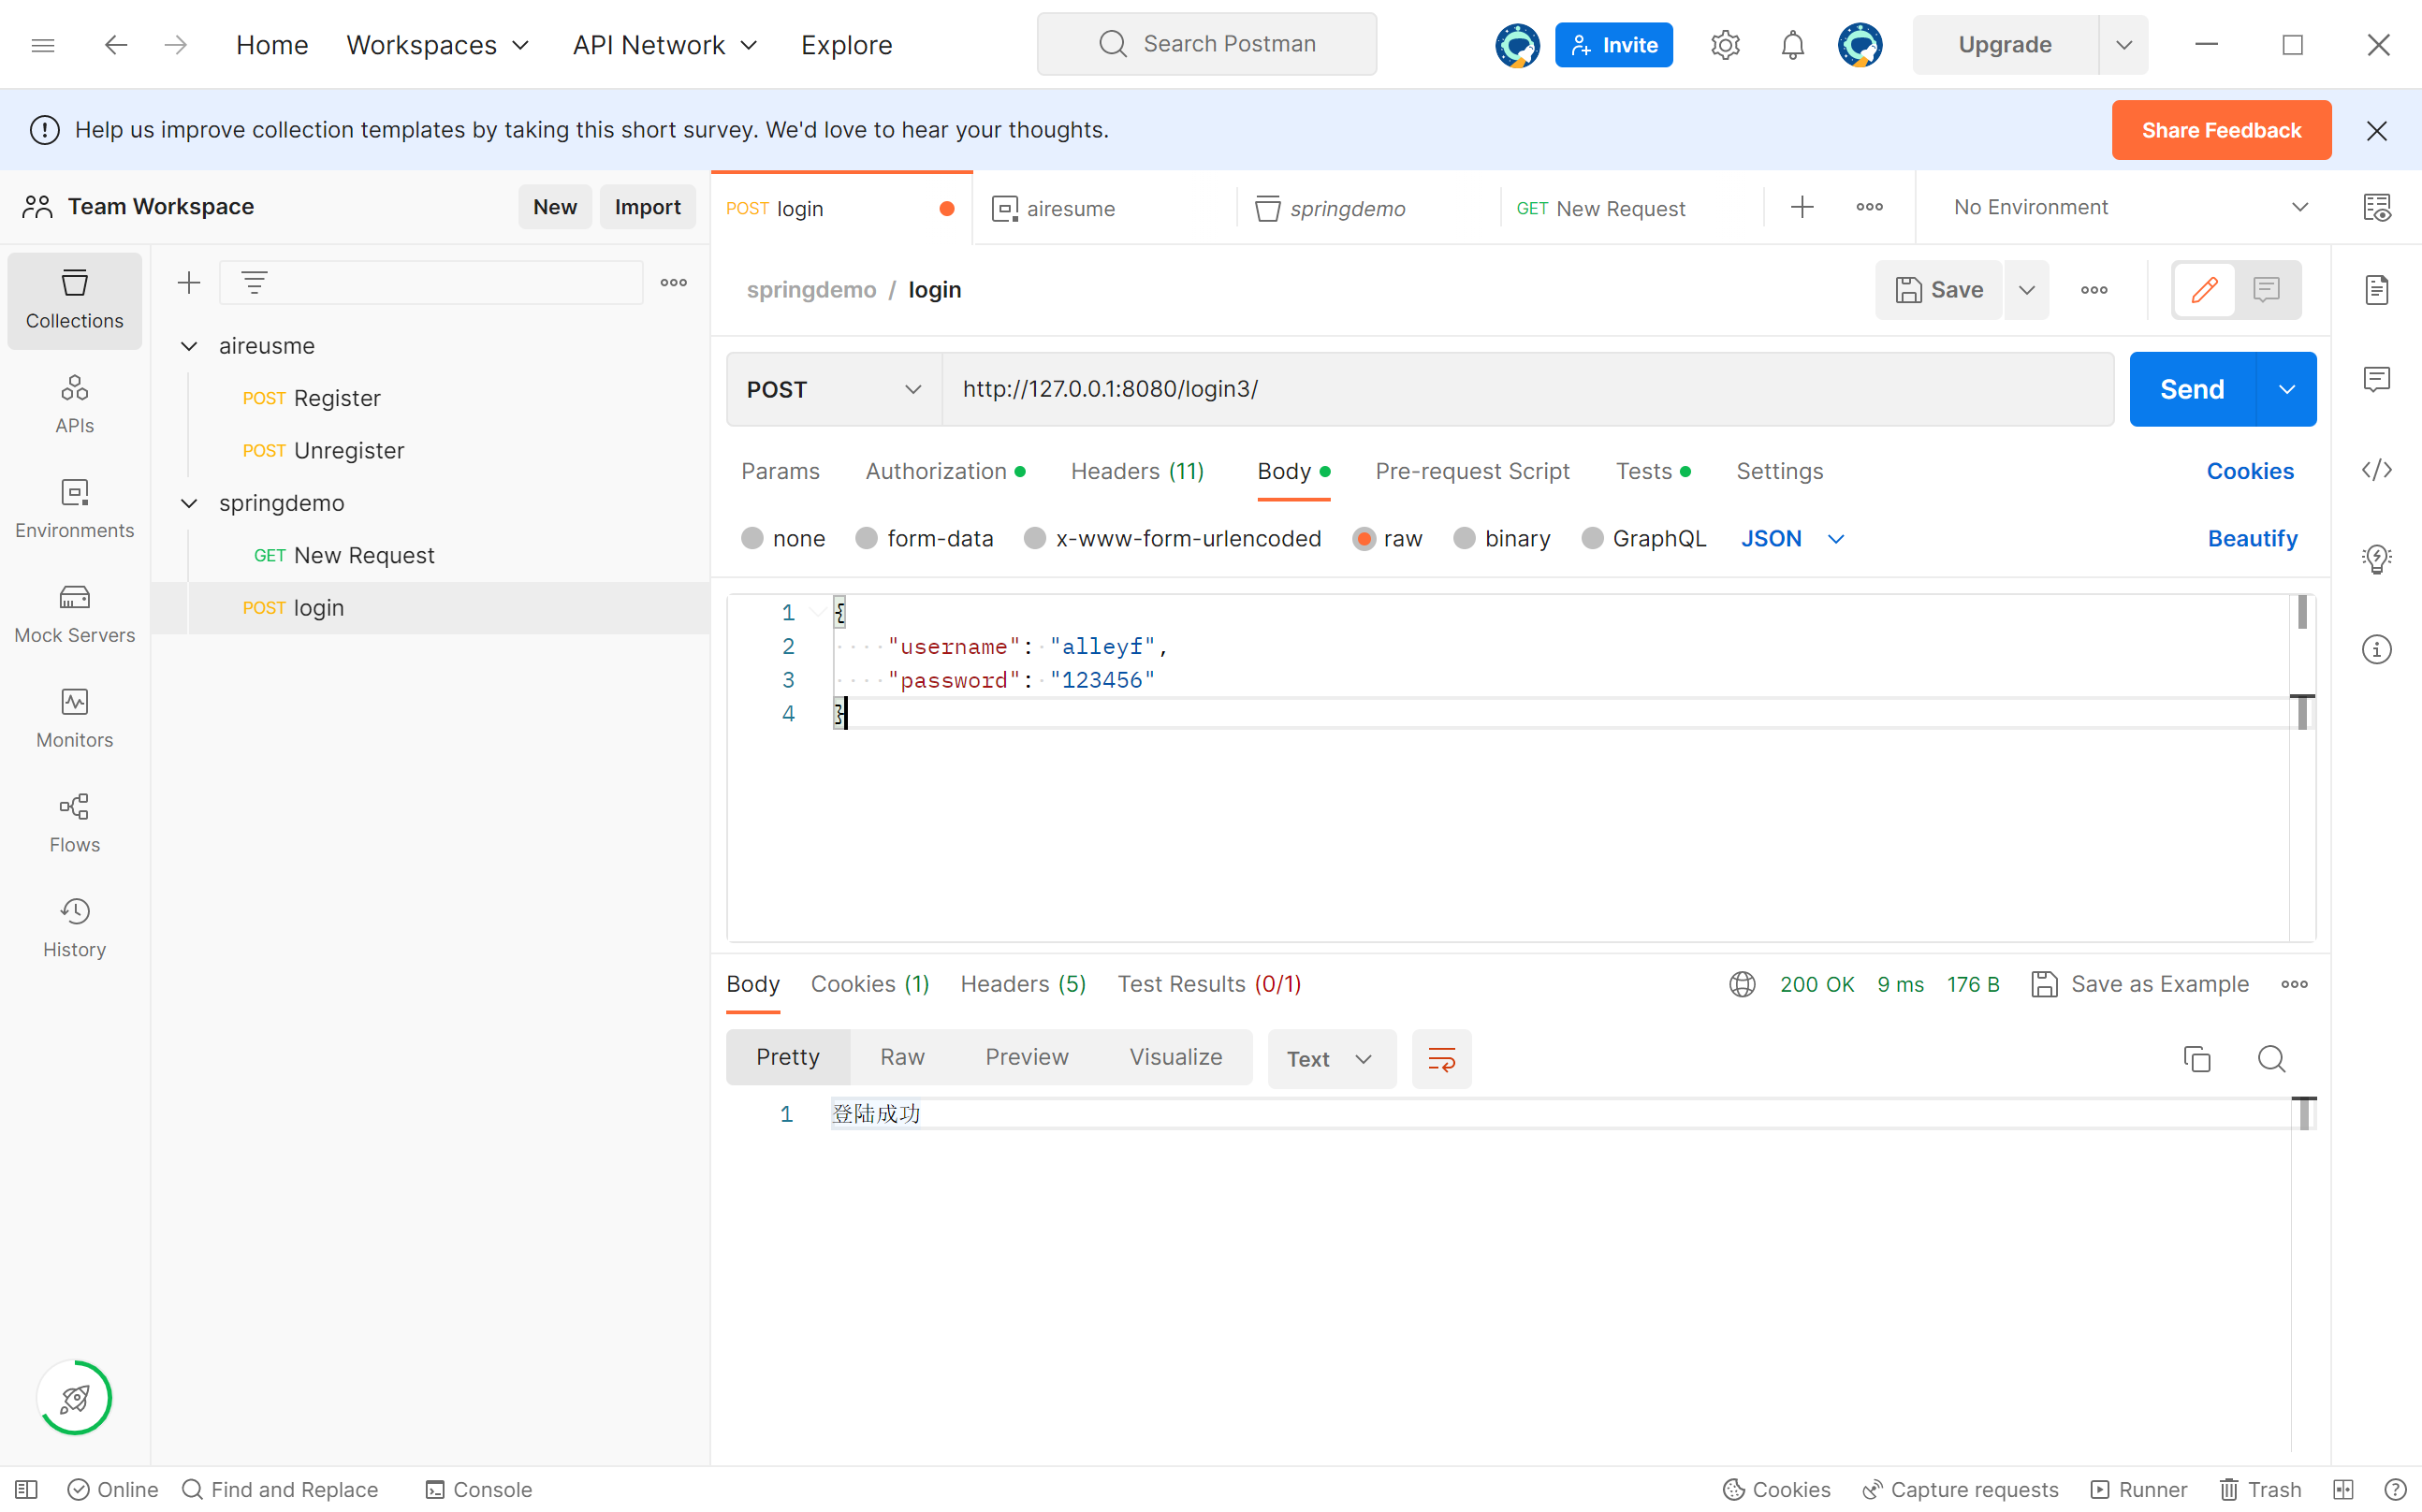 Home Workspaces API Network Explore Search Postman Invite Upgrade
Help us improve collection templates by taking this short survey. We'd love to hear your thoughts. Share Feedback
Team Workspace New Import
POST login airesume springdemo GET New Request No Environment
Collections
APIs
Environments
Mock Servers
Monitors
Flows
History
aireusme
POST Register
POST Unregister
springdemo
GET New Request
POST login
springdemo / login Save
POST http://127.0.0.1:8080/login3/ Send
Params Authorization Headers (11) Body Pre-request Script Tests Settings Cookies
none form-data x-www-form-urlencoded raw binary GraphQL JSON Beautify
1 {
2 "username": "alleyf",
3 "password": "123456"
4 }
Body Cookies (1) Headers (5) Test Results (0/1) 200 OK 9 ms 176 B Save as Example
Pretty Raw Preview Visualize Text
1 登陆成功
Online Find and Replace Console Cookies Capture requests Runner Trash